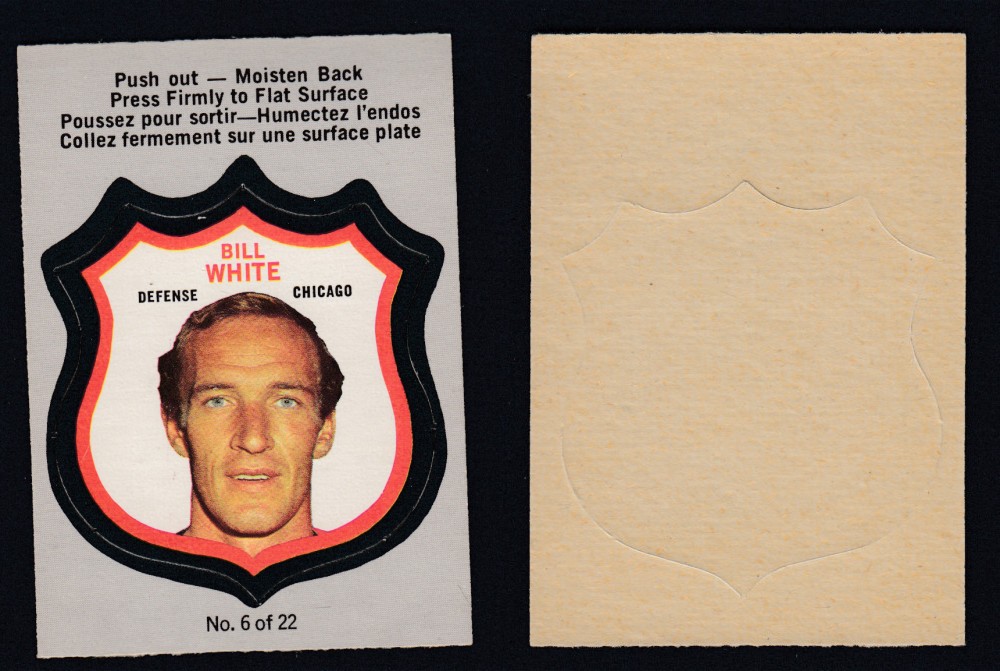 Push out — Moisten Back
Press Firmly to Flat Surface
Poussez pour sortir—Humectez l'endos
Collez fermement sur une surface plate
BILL
WHITE
DEFENSE CHICAGO
No. 6 of 22